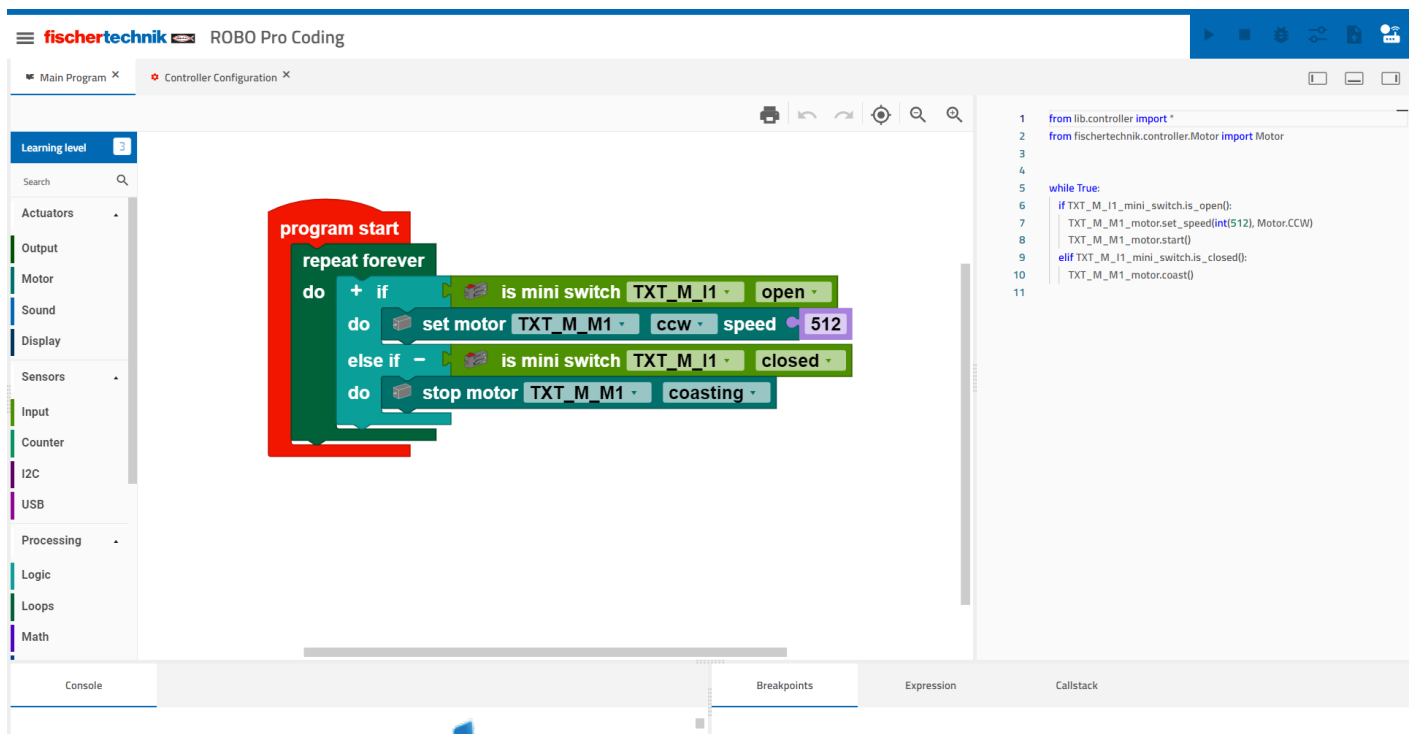 fischertechnik ROBO Pro Coding
Main Program
Controller Configuration
Learning level 3
Search
Actuators
Output
Motor
Sound
Display
Sensors
Input
Counter
I2C
USB
Processing
Logic
Loops
Math
program start
repeat forever
do + if is mini switch TXT_M_I1 open
do set motor TXT_M_M1 ccw speed 512
else if - is mini switch TXT_M_I1 closed
do stop motor TXT_M_M1 coasting
1 from lib.controller import *
2 from fischertechnik.controller.Motor import Motor
3
4
5 while True:
6 if TXT_M_I1_mini_switch.is_open():
7 TXT_M_M1_motor.set_speed(int(512), Motor.CCW)
8 TXT_M_M1_motor.start()
9 elif TXT_M_I1_mini_switch.is_closed():
10 TXT_M_M1_motor.coast()
11
Console
Breakpoints
Expression
Callstack